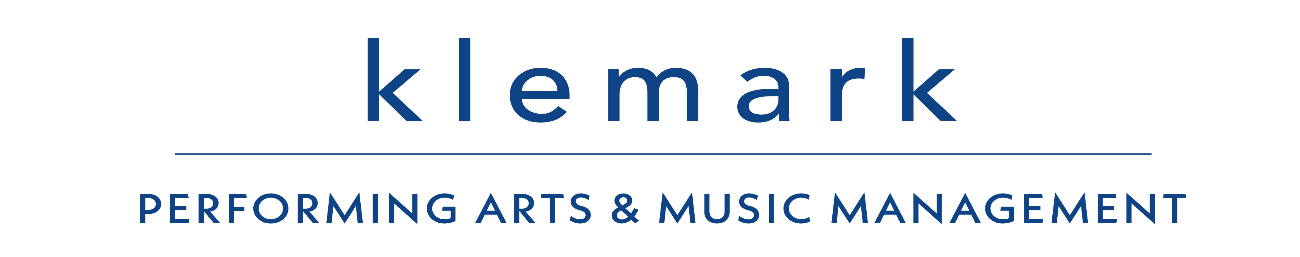 klemark
PERFORMING ARTS & MUSIC MANAGEMENT